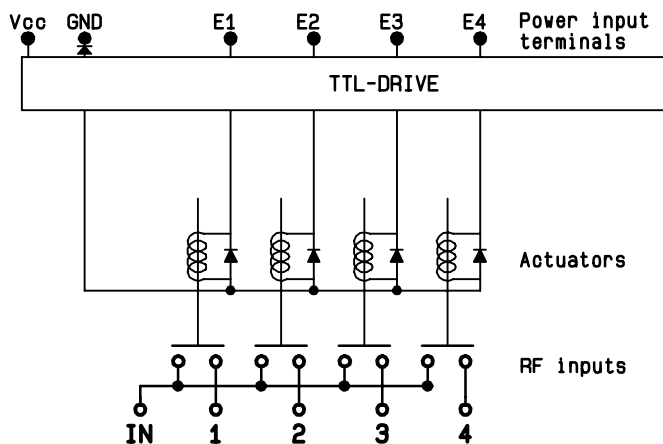 Vcc GND E1 E2 E3 E4 Power input
terminals
TTL-DRIVE
Actuators
RF inputs
IN 1 2 3 4